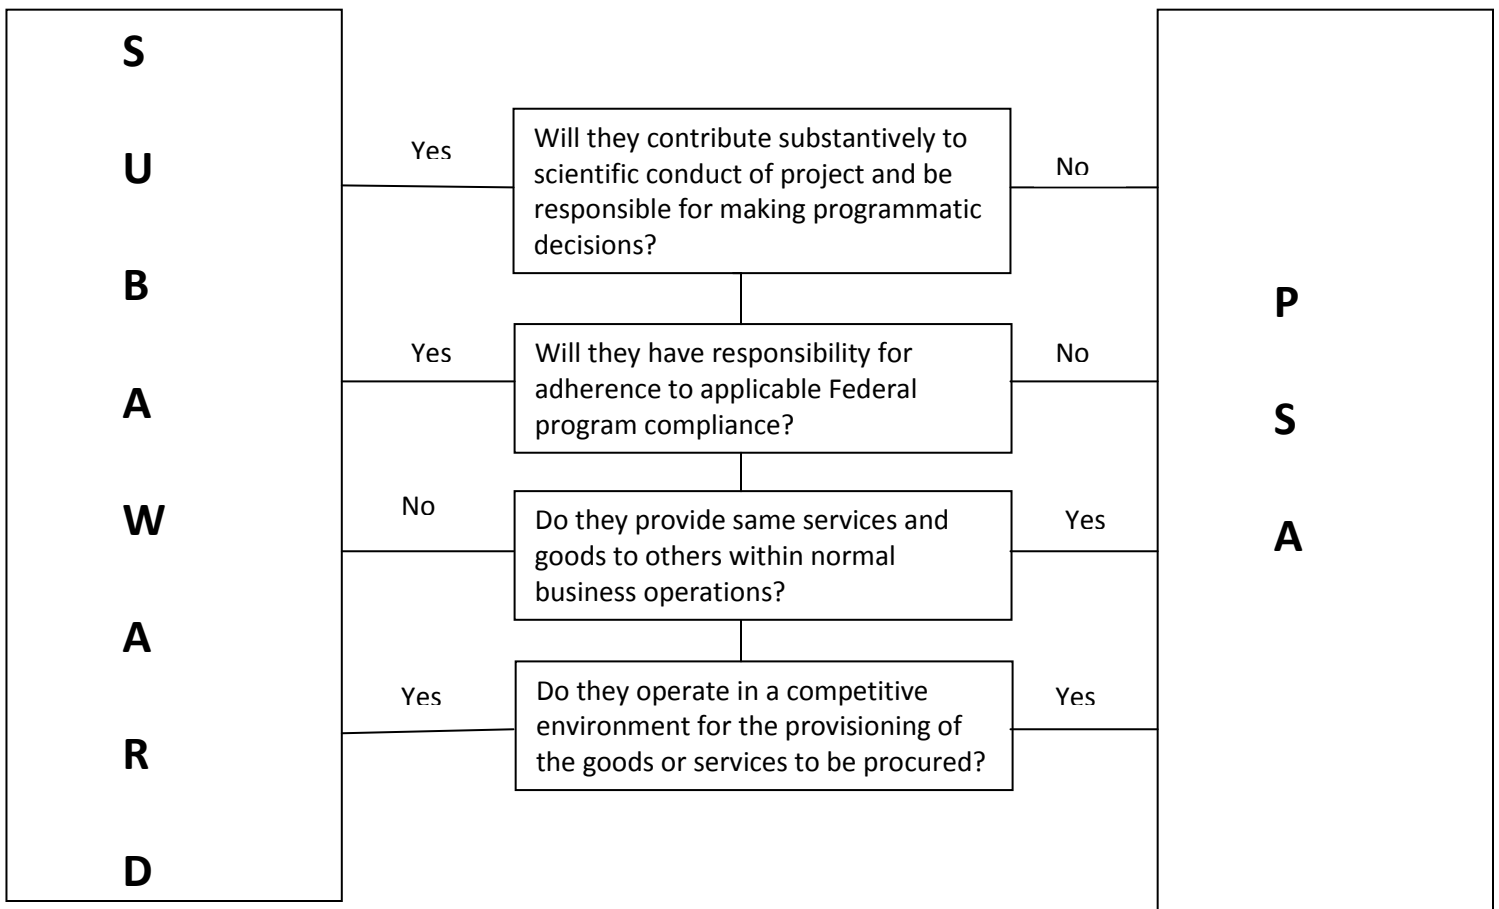 S
U
B
A
W
A
R
D
Yes
Will they contribute substantively to
scientific conduct of project and be
responsible for making programmatic
decisions?
No
Yes
Will they have responsibility for
adherence to applicable Federal
program compliance?
No
No
Do they provide same services and
goods to others within normal
business operations?
Yes
Yes
Do they operate in a competitive
environment for the provisioning of
the goods or services to be procured?
Yes
P
S
A